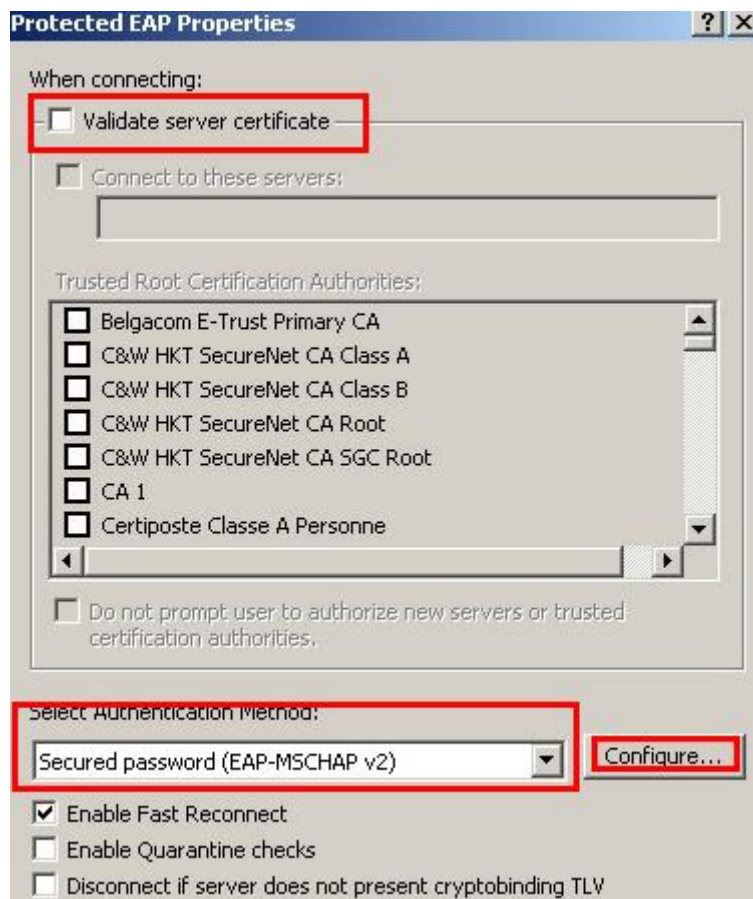 Protected EAP Properties
When connecting:
Validate server certificate
Connect to these servers:
Trusted Root Certification Authorities:
Belgacom E-Trust Primary CA
C&W HKT SecureNet CA Class A
C&W HKT SecureNet CA Class B
C&W HKT SecureNet CA Root
C&W HKT SecureNet CA SGC Root
CA 1
Certiposte Classe A Personne
Do not prompt user to authorize new servers or trusted
certification authorities.
Select Authentication Method:
Secured password (EAP-MSCHAP v2)
Configure...
Enable Fast Reconnect
Enable Quarantine checks
Disconnect if server does not present cryptobinding TLV